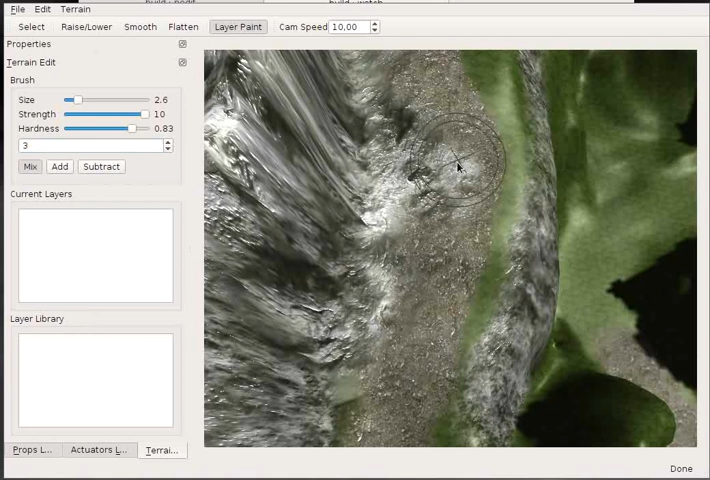 File Edit Terrain
Select Raise/Lower Smooth Flatten Layer Paint Cam Speed 10.00
Properties
Terrain Edit
Brush
Size 2.6
Strength 10
Hardness 0.83
3
Mix Add Subtract
Current Layers
Layer Library
Props L... Actuators L... Terrai...
Done